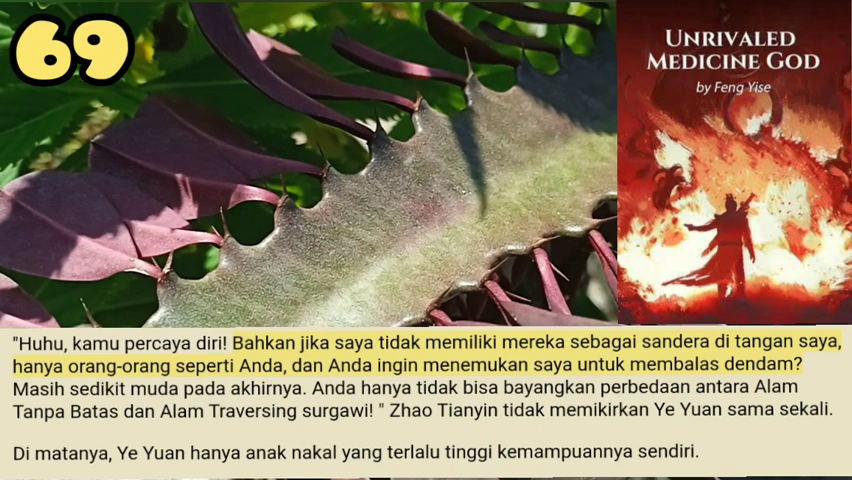 69
UNRIVALED
MEDICINE GOD
by Feng Yise
"Huhu, kamu percaya diri! Bahkan jika saya tidak memiliki mereka sebagai sandera di tangan saya,
hanya orang-orang seperti Anda, dan Anda ingin menemukan saya untuk membalas dendam?
Masih sedikit muda pada akhirnya. Anda hanya tidak bisa bayangkan perbedaan antara Alam
Tanpa Batas dan Alam Traversing surgawi! " Zhao Tianyin tidak memikirkan Ye Yuan sama sekali.
Di matanya, Ye Yuan hanya anak nakal yang terlalu tinggi kemampuannya sendiri.